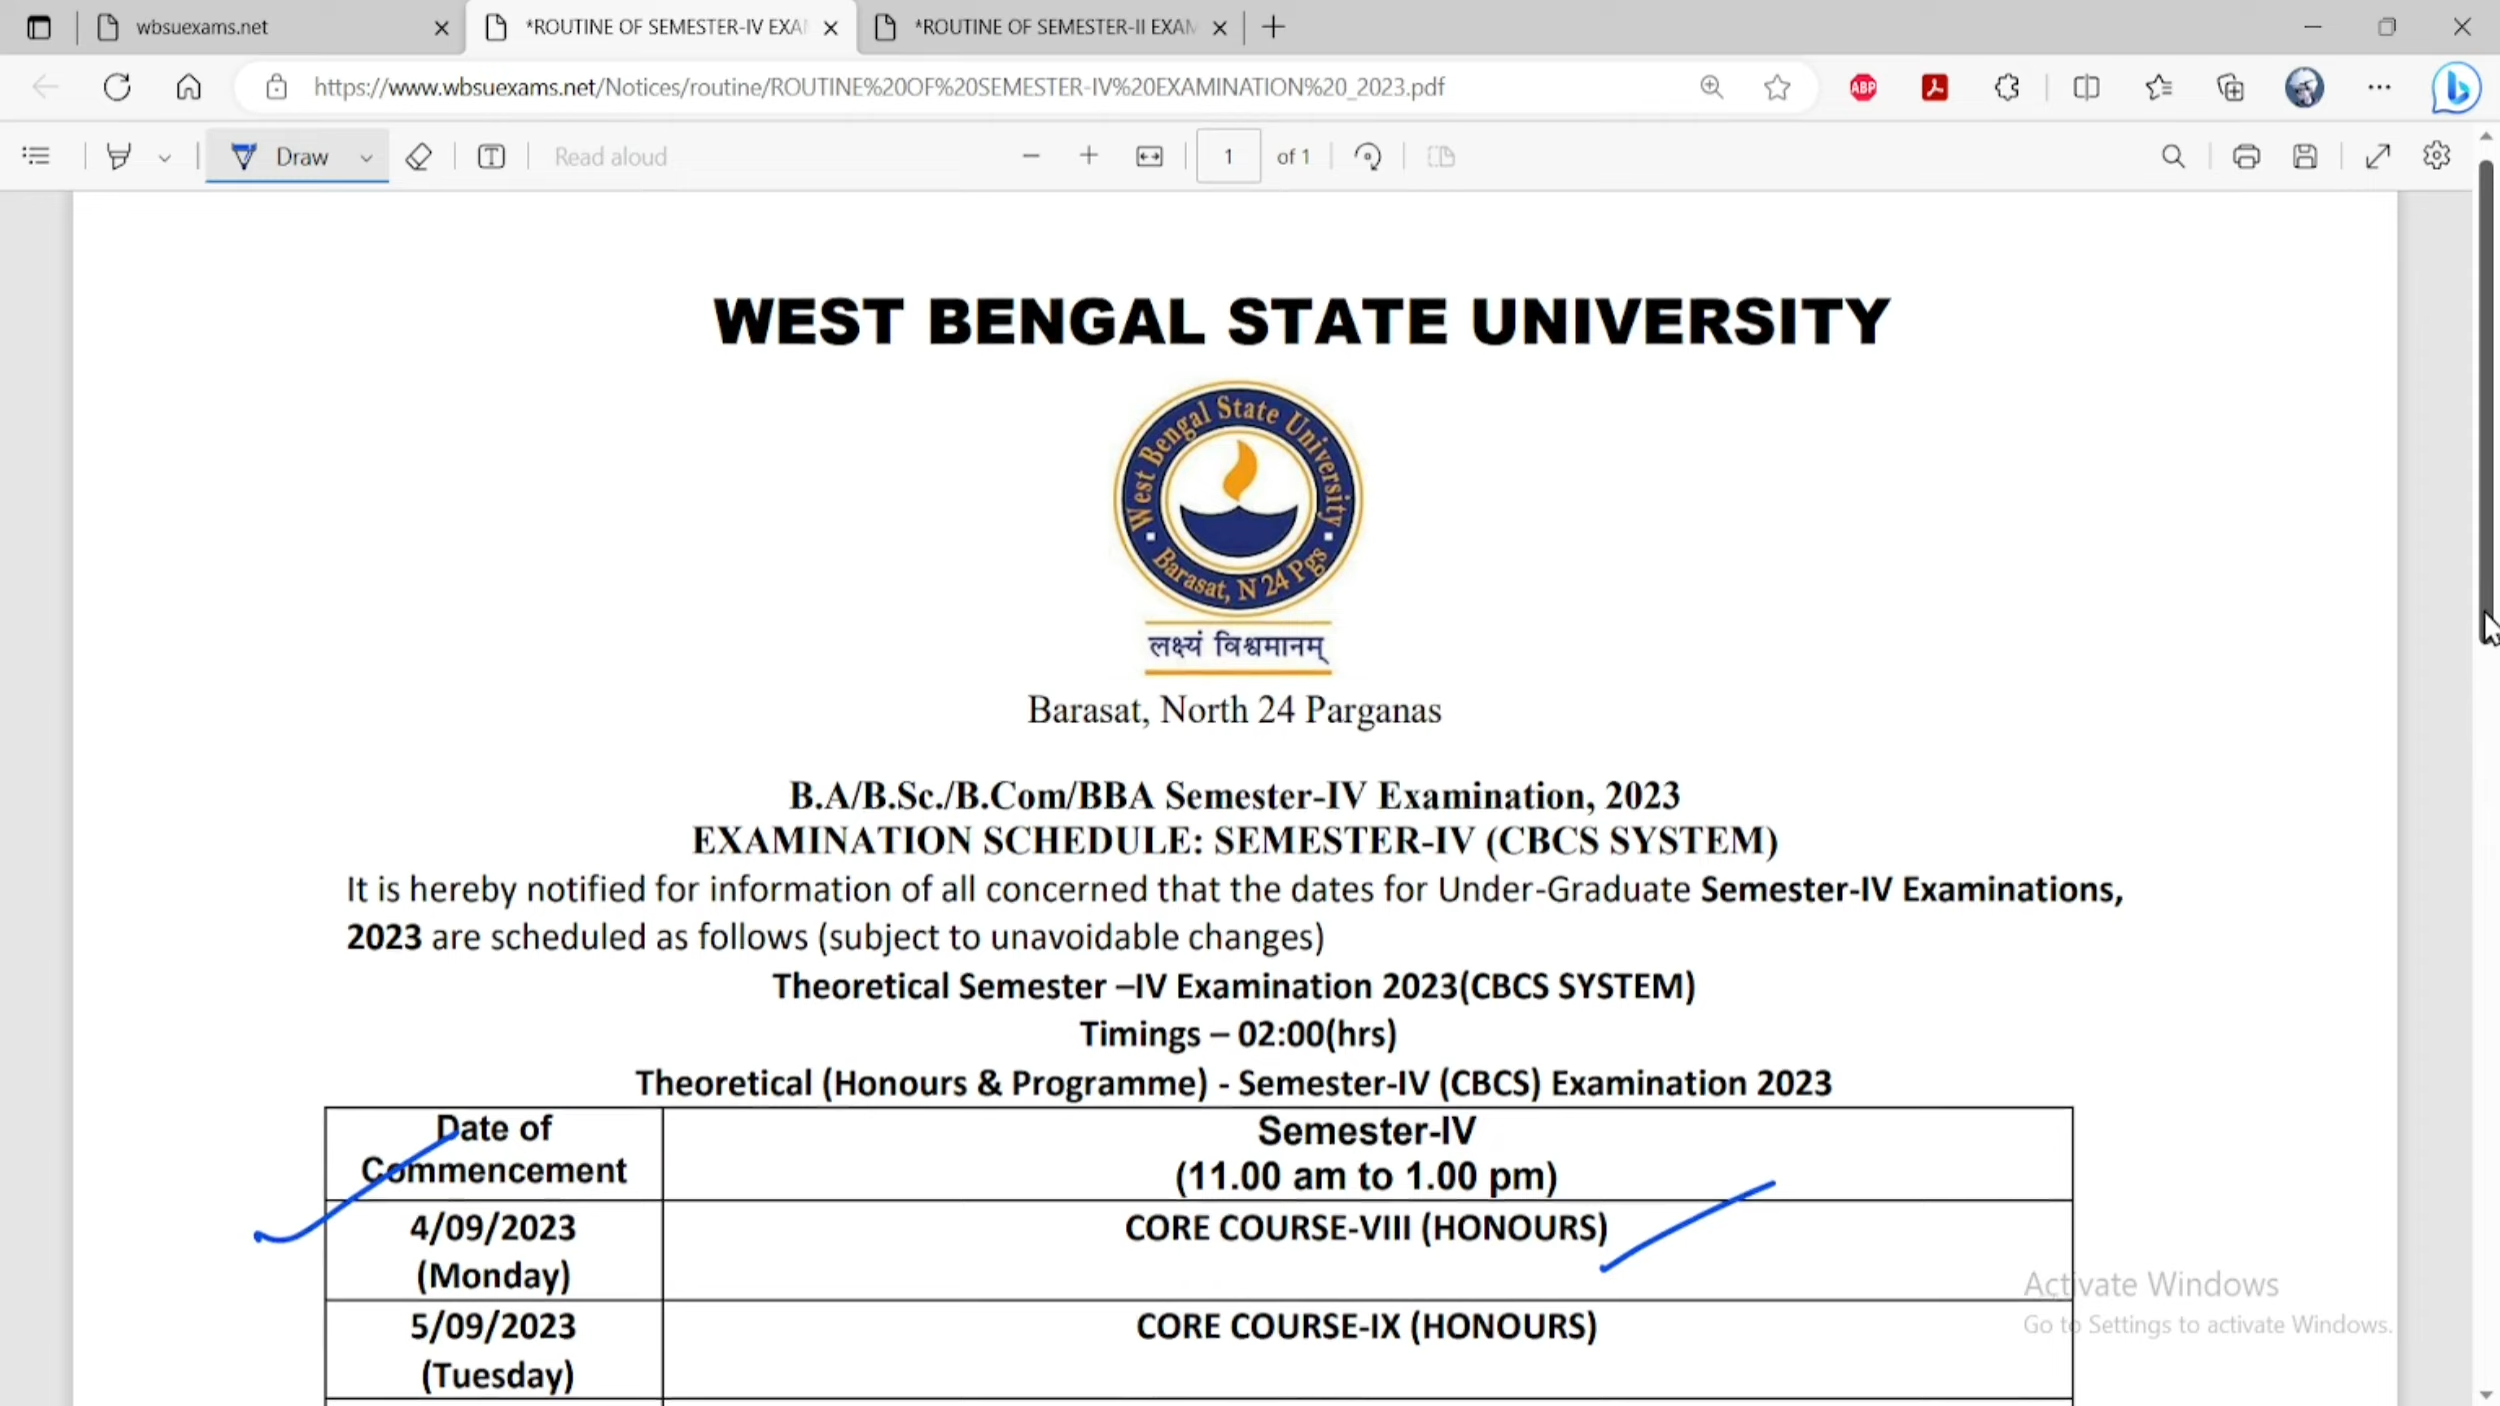 wbsuexams.net
*ROUTINE OF SEMESTER-IV EXA
*ROUTINE OF SEMESTER-II EXAM
https://www.wbsuexams.net/Notices/routine/ROUTINE%20OF%20SEMESTER-IV%20EXAMINATION%20_2023.pdf
ABP
Draw
Read aloud
1 of 1
WEST BENGAL STATE UNIVERSITY
West Bengal State University
Barasat, N 24 Pgs
लक्ष्यं विश्वमानम्
Barasat, North 24 Parganas
B.A/B.Sc./B.Com/BBA Semester-IV Examination, 2023
EXAMINATION SCHEDULE: SEMESTER-IV (CBCS SYSTEM)
It is hereby notified for information of all concerned that the dates for Under-Graduate Semester-IV Examinations,
2023 are scheduled as follows (subject to unavoidable changes)
Theoretical Semester –IV Examination 2023(CBCS SYSTEM)
Timings – 02:00(hrs)
Theoretical (Honours & Programme) - Semester-IV (CBCS) Examination 2023
Date of
Commencement
Semester-IV
(11.00 am to 1.00 pm)
4/09/2023
(Monday)
CORE COURSE-VIII (HONOURS)
5/09/2023
(Tuesday)
CORE COURSE-IX (HONOURS)
Activate Windows
Go to Settings to activate Windows.